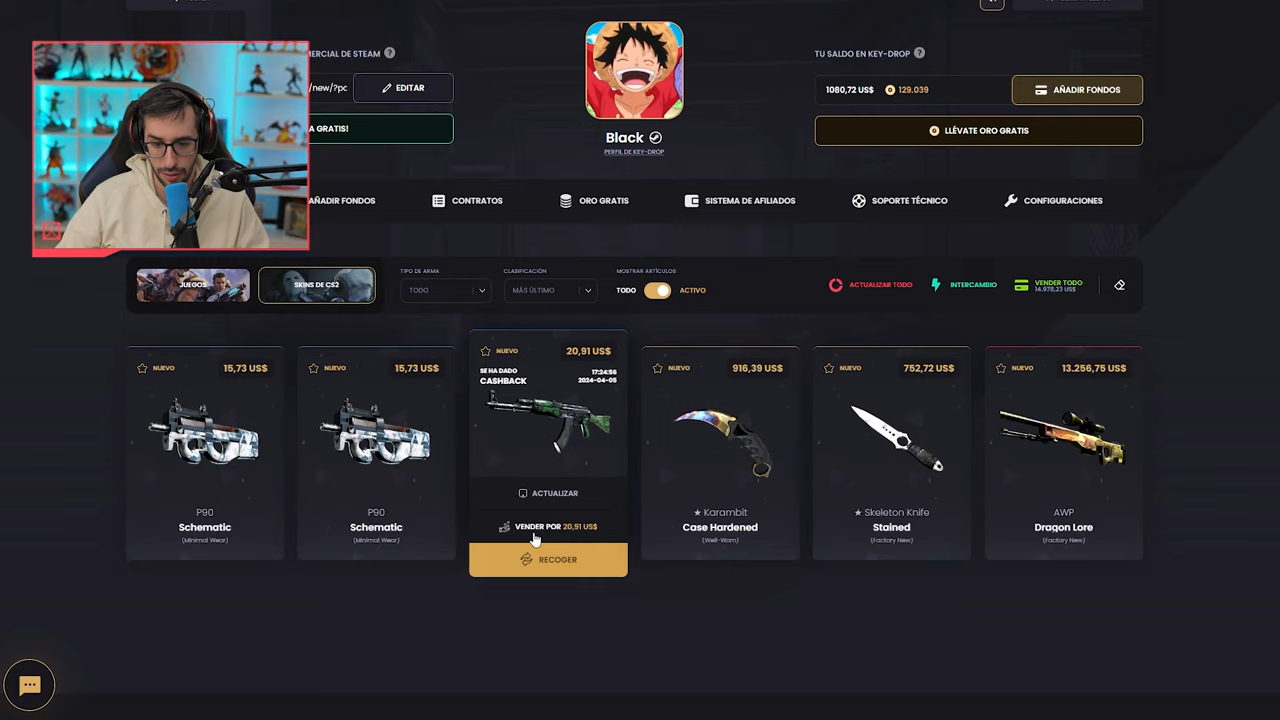 MERCIAL DE STEAM ?
/new/?pc
EDITAR
A GRATIS!
Black
PERFIL DE KEY-DROP
TU SALDO EN KEY-DROP ?
1080,72 US$ 129.039
AÑADIR FONDOS
LLÉVATE ORO GRATIS
AÑADIR FONDOS
CONTRATOS
ORO GRATIS
SISTEMA DE AFILIADOS
SOPORTE TÉCNICO
CONFIGURACIONES
JUEGOS
SKINS DE CS2
TIPO DE ARMA
TODO
CLASIFICACIÓN
MÁS ÚLTIMO
MOSTRAR ARTÍCULOS
TODO ACTIVO
ACTUALIZAR TODO
INTERCAMBIO
VENDER TODO
14.978,23 US$
NUEVO 15,73 US$
P90
Schematic
(Minimal Wear)
NUEVO 15,73 US$
P90
Schematic
(Minimal Wear)
NUEVO 20,91 US$
SE HA DADO
CASHBACK
17:24:56
2024-04-05
ACTUALIZAR
VENDER POR 20,91 US$
RECOGER
NUEVO 916,39 US$
★ Karambit
Case Hardened
(Well-Worn)
NUEVO 752,72 US$
★ Skeleton Knife
Stained
(Factory New)
NUEVO 13.256,75 US$
AWP
Dragon Lore
(Factory New)